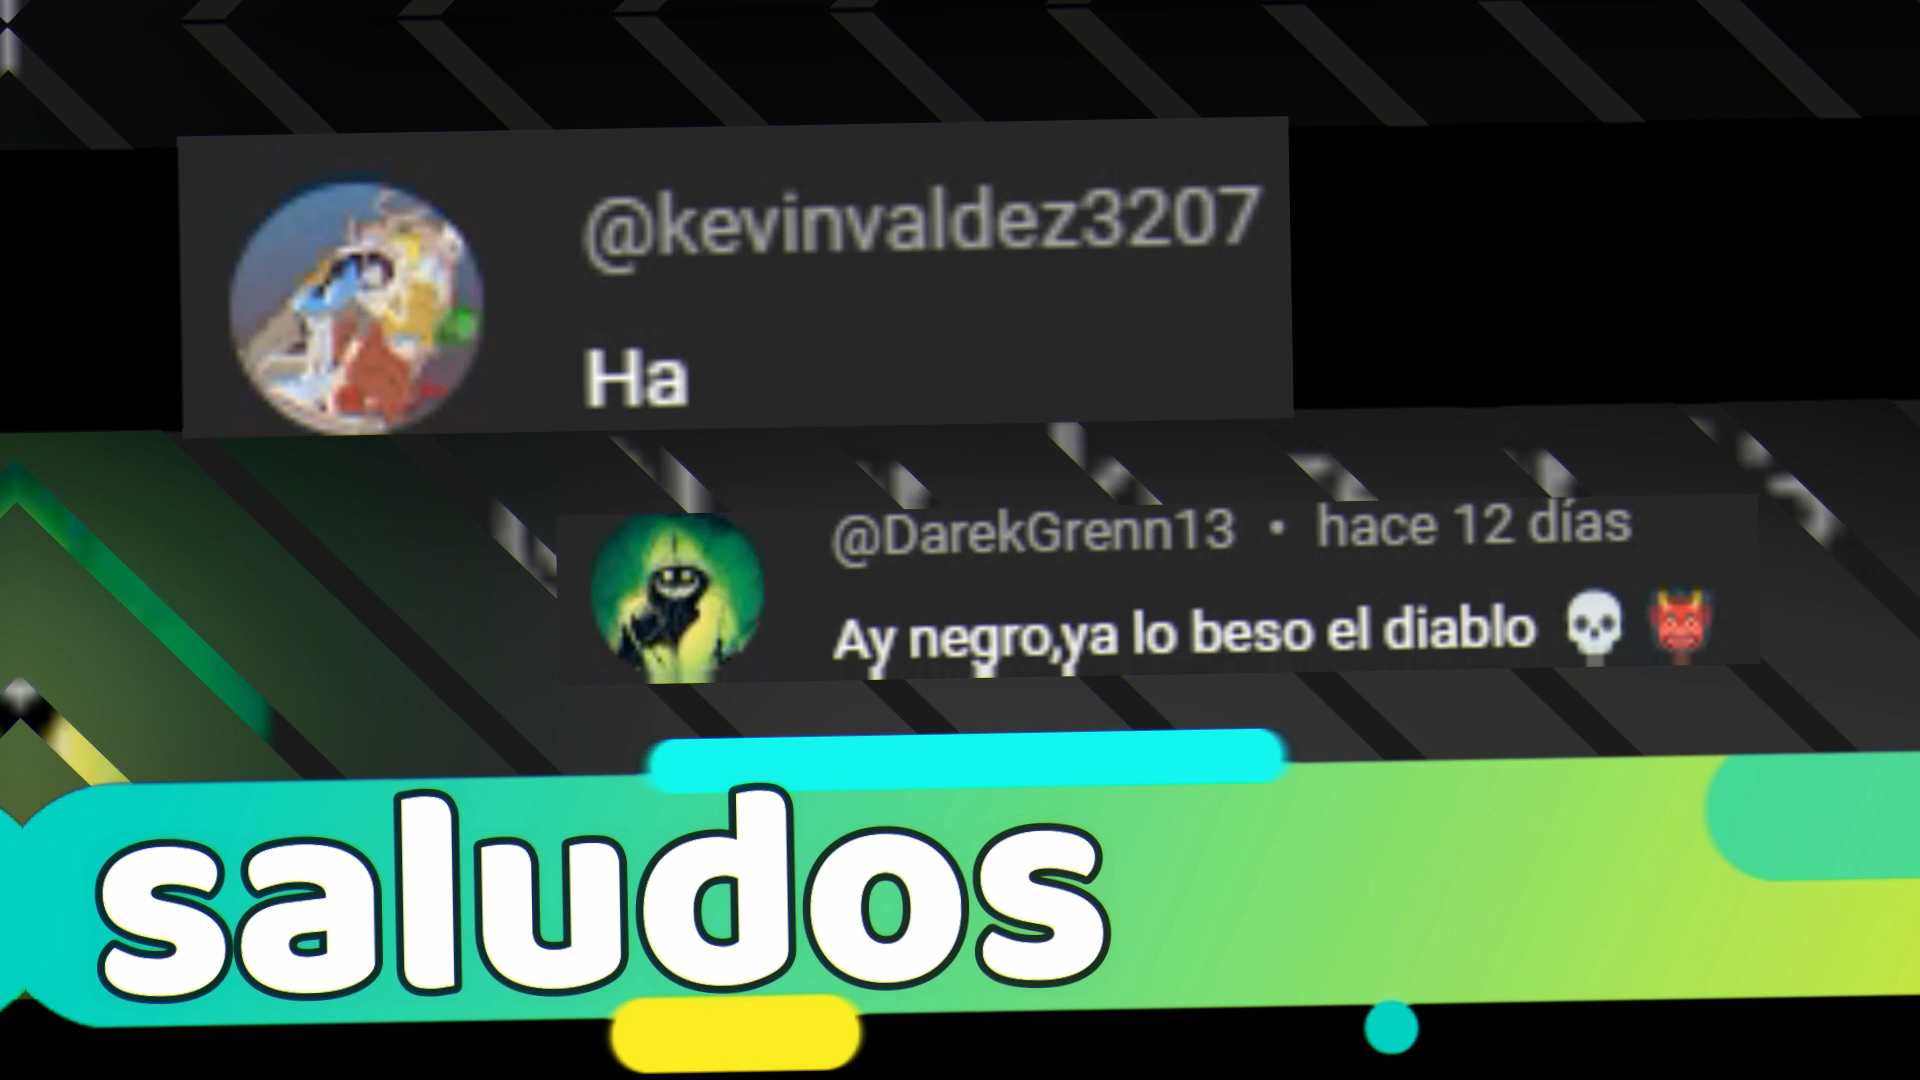 @kevinvaldez3207
Ha
@DarekGrenn13 • hace 12 días
Ay negro,ya lo beso el diablo 💀 👹
saludos